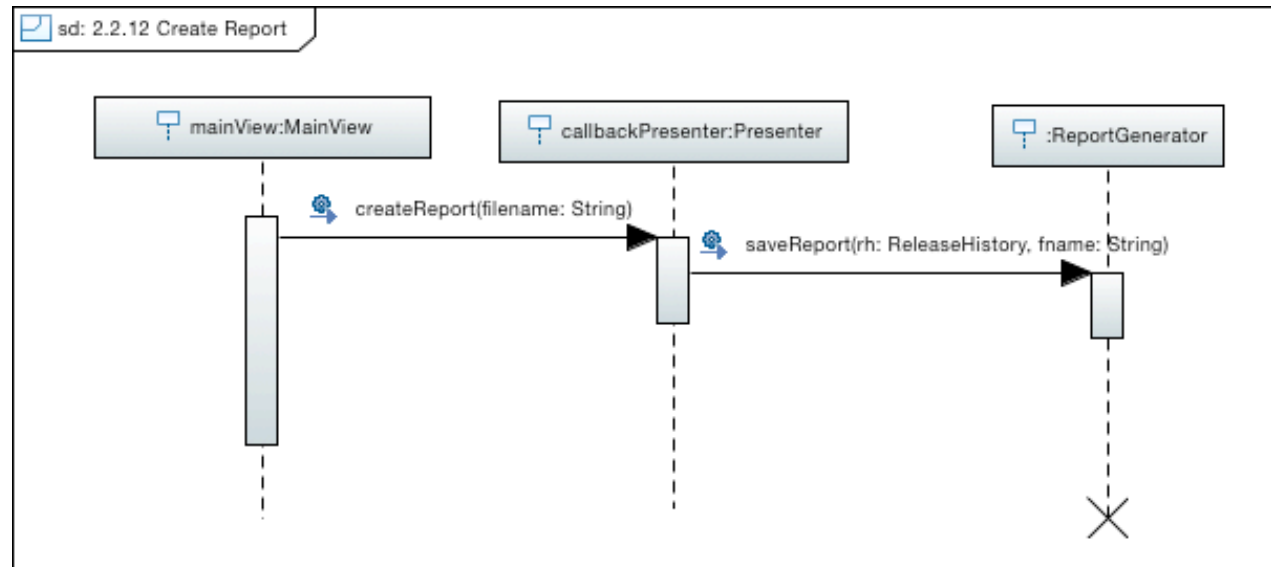 sd: 2.2.12 Create Report
mainView:MainView
callbackPresenter:Presenter
:ReportGenerator
createReport(filename: String)
saveReport(rh: ReleaseHistory, fname: String)